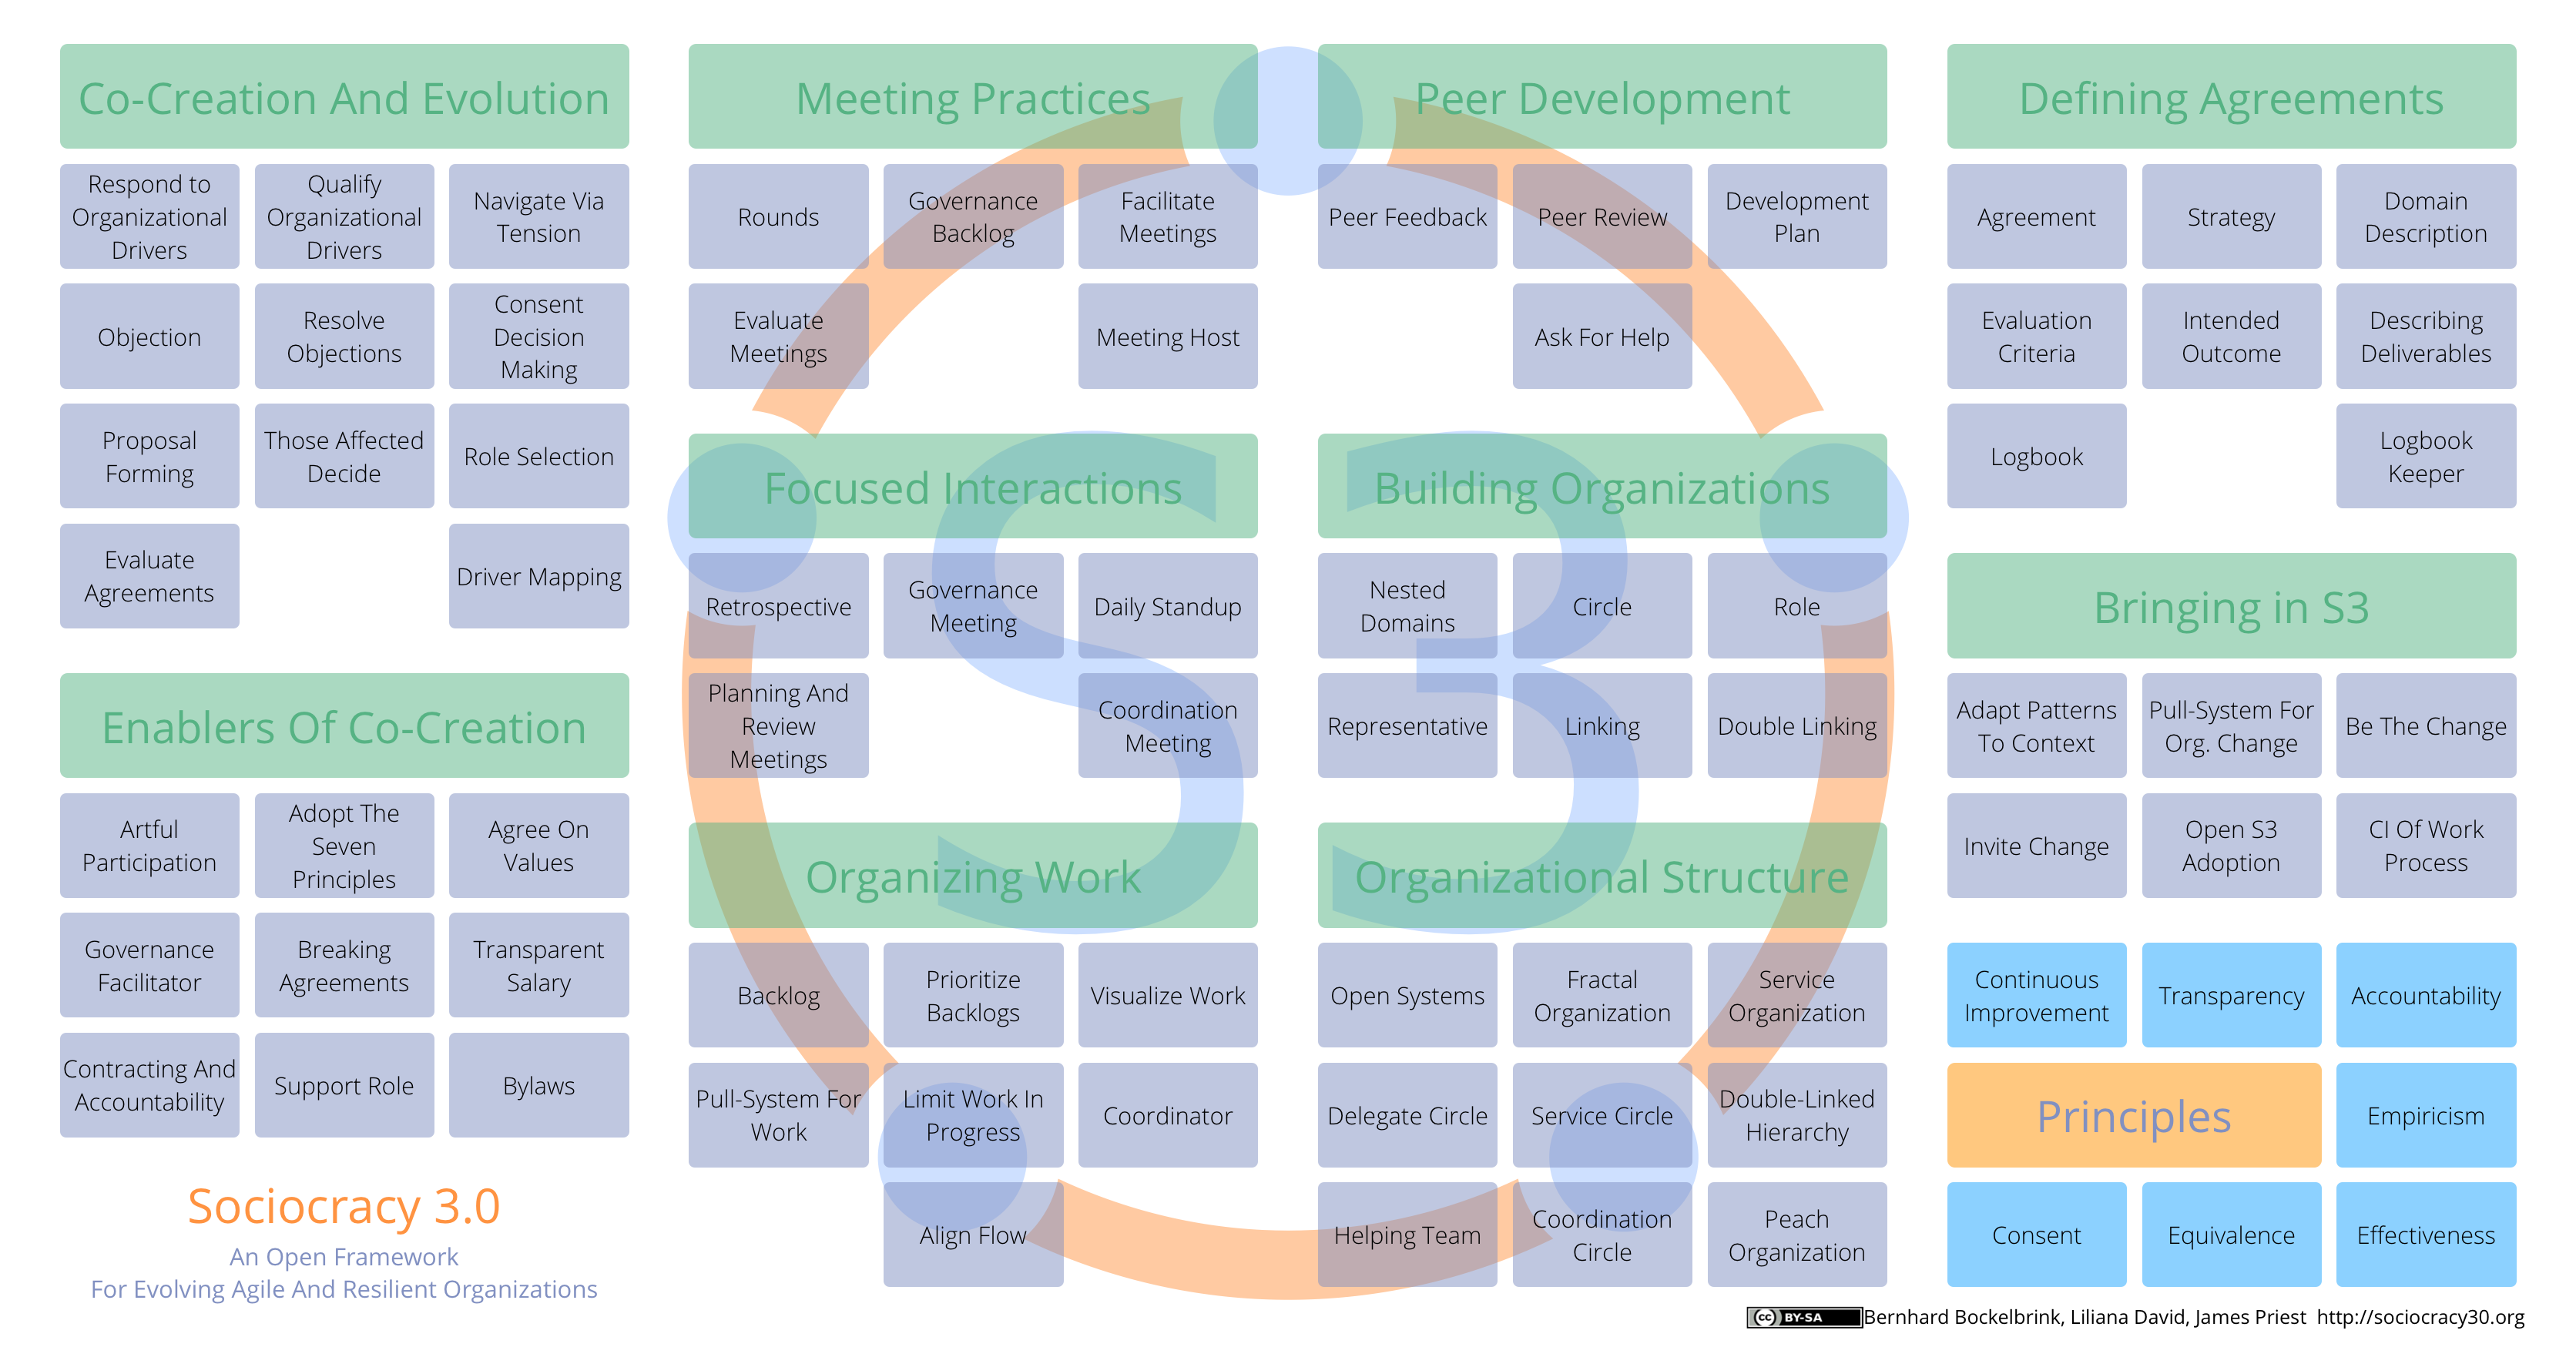 Co-Creation And Evolution
Respond to
Organizational
Drivers
Qualify
Organizational
Drivers
Navigate Via
Tension
Objection
Resolve
Objections
Consent
Decision
Making
Proposal
Forming
Those Affected
Decide
Role Selection
Evaluate
Agreements
Driver Mapping
Enablers Of Co-Creation
Artful
Participation
Adopt The
Seven
Principles
Agree On
Values
Governance
Facilitator
Breaking
Agreements
Transparent
Salary
Contracting And
Accountability
Support Role
Bylaws
Sociocracy 3.0
An Open Framework
For Evolving Agile And Resilient Organizations
Meeting Practices
Rounds
Governance
Backlog
Facilitate
Meetings
Evaluate
Meetings
Meeting Host
Focused Interactions
Retrospective
Governance
Meeting
Daily Standup
Planning And
Review
Meetings
Coordination
Meeting
Organizing Work
Backlog
Prioritize
Backlogs
Visualize Work
Pull-System For
Work
Limit Work In
Progress
Coordinator
Align Flow
Peer Development
Peer Feedback
Peer Review
Development
Plan
Ask For Help
Building Organizations
Nested
Domains
Circle
Role
Representative
Linking
Double Linking
Organizational Structure
Open Systems
Fractal
Organization
Service
Organization
Delegate Circle
Service Circle
Double-Linked
Hierarchy
Helping Team
Coordination
Circle
Peach
Organization
S3
Defining Agreements
Agreement
Strategy
Domain
Description
Evaluation
Criteria
Intended
Outcome
Describing
Deliverables
Logbook
Logbook
Keeper
Bringing in S3
Adapt Patterns
To Context
Pull-System For
Org. Change
Be The Change
Invite Change
Open S3
Adoption
CI Of Work
Process
Continuous
Improvement
Transparency
Accountability
Principles
Empiricism
Consent
Equivalence
Effectiveness
cc BY-SA Bernhard Bockelbrink, Liliana David, James Priest http://sociocracy30.org